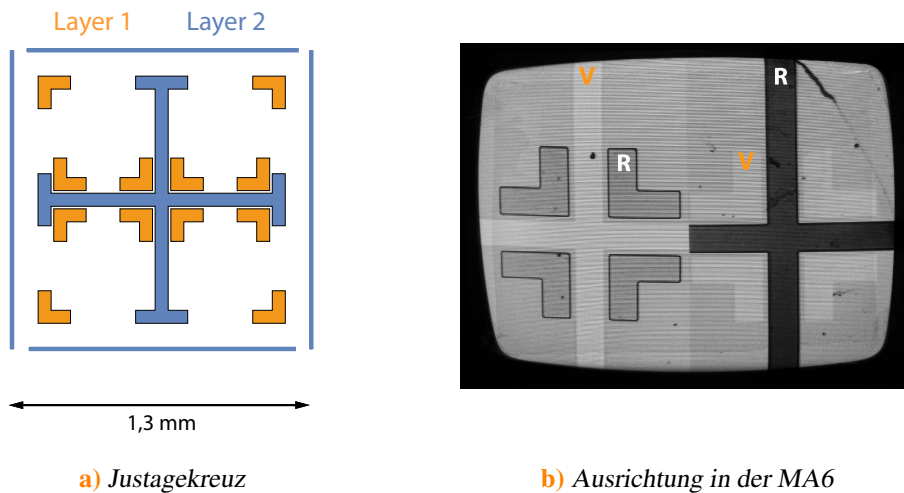 Layer 1 Layer 2
V R
R V
1,3 mm
a) Justagekreuz b) Ausrichtung in der MA6